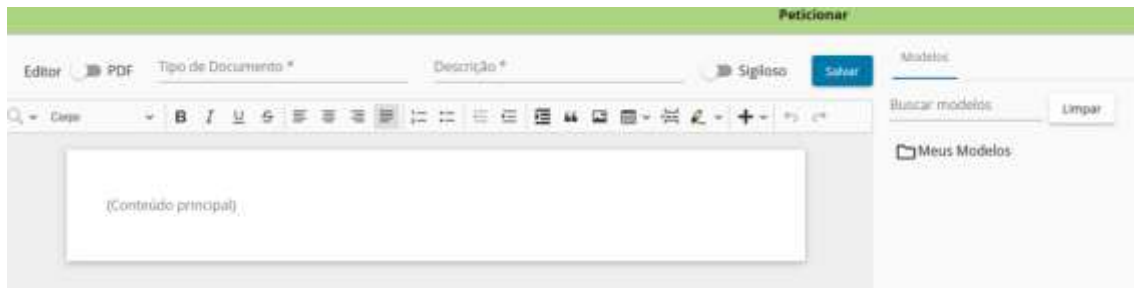 Peticionar
Editor PDF Tipo de Documento * Descrição * Sigiloso Salvar
Modelos
Corpo
Buscar modelos Limpar
Meus Modelos
(Conteúdo principal)